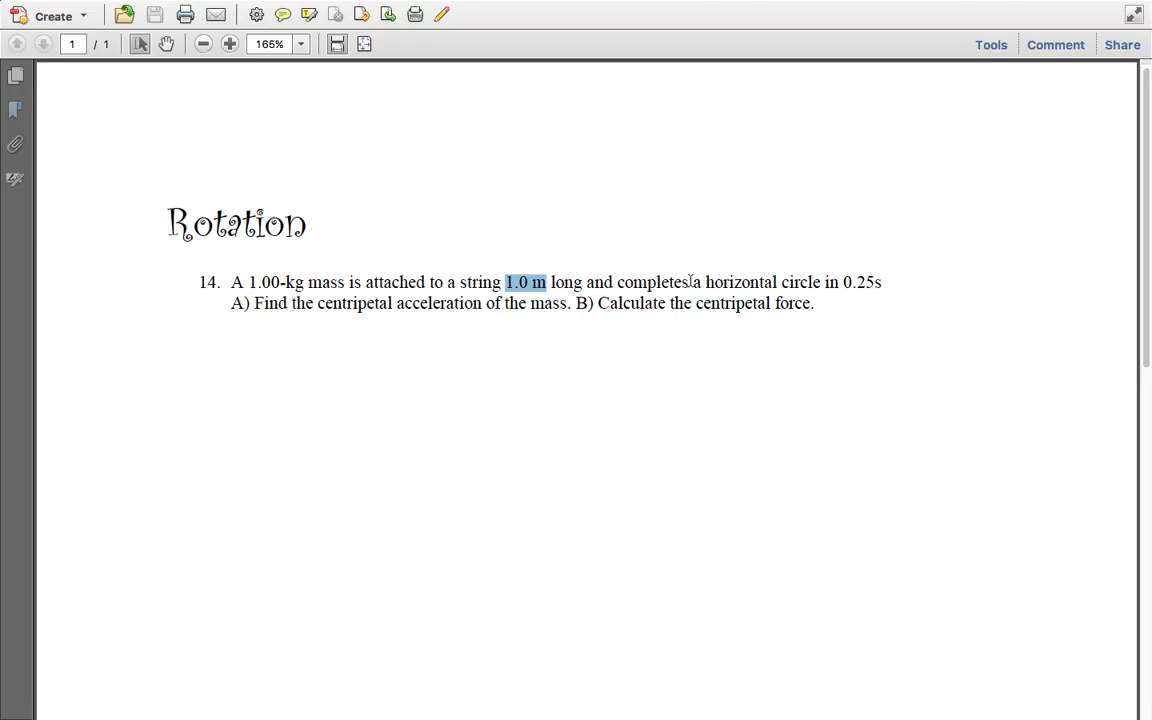 Create
1 / 1 165% Tools Comment Share
Rotation
14. A 1.00-kg mass is attached to a string 1.0 m long and completes a horizontal circle in 0.25s
A) Find the centripetal acceleration of the mass. B) Calculate the centripetal force.